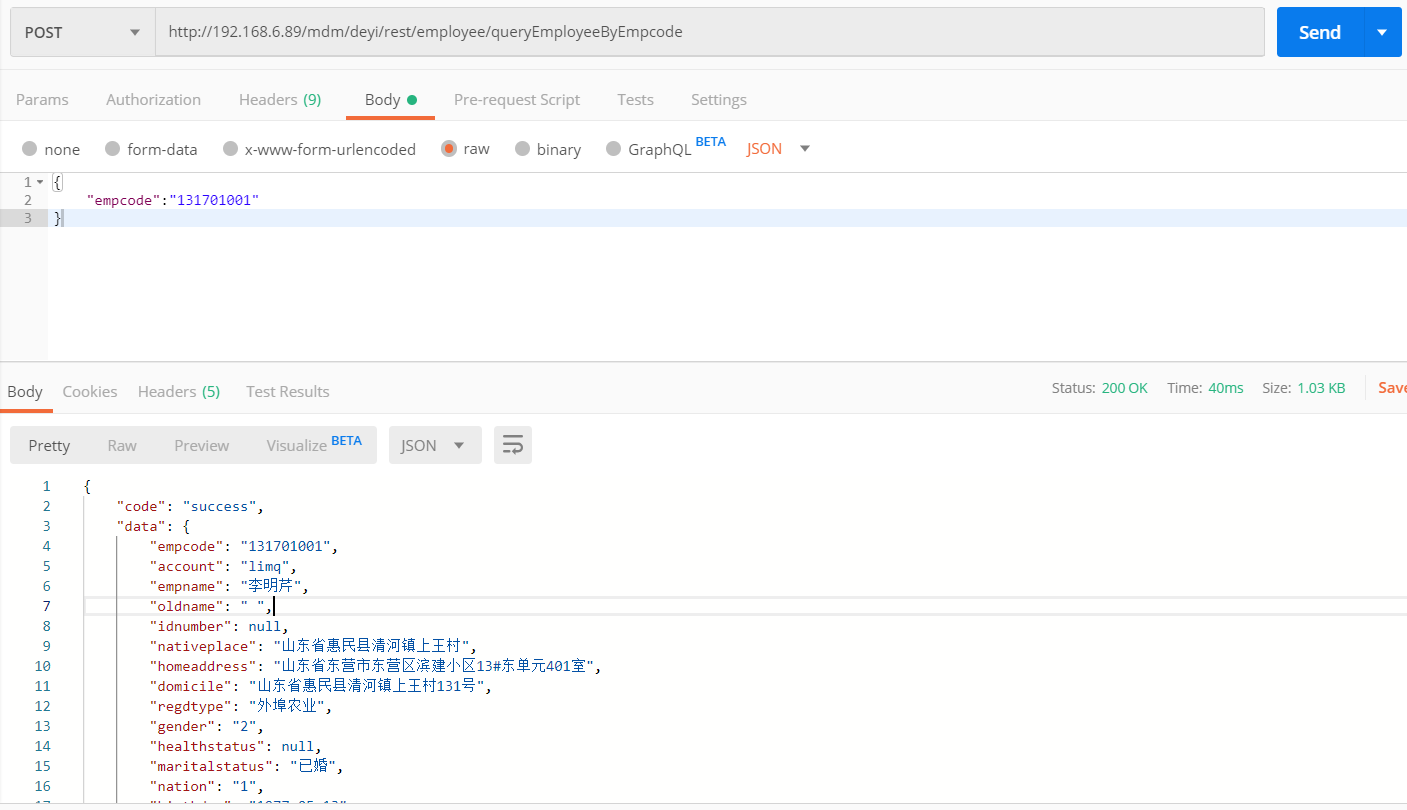 POST http://192.168.6.89/mdm/deyi/rest/employee/queryEmployeeByEmpcode Send
Params Authorization Headers (9) Body Pre-request Script Tests Settings
none form-data x-www-form-urlencoded raw binary GraphQL BETA JSON
1 {
2 "empcode":"131701001"
3 }
Body Cookies Headers (5) Test Results Status: 200 OK Time: 40ms Size: 1.03 KB Save
Pretty Raw Preview Visualize BETA JSON
1 {
2 "code": "success",
3 "data": {
4 "empcode": "131701001",
5 "account": "limq",
6 "empname": "李明芹",
7 "oldname": " ",
8 "idnumber": null,
9 "nativeplace": "山东省惠民县清河镇上王村",
10 "homeaddress": "山东省东营市东营区滨建小区13#东单元401室",
11 "domicile": "山东省惠民县清河镇上王村131号",
12 "regdtype": "外埠农业",
13 "gender": "2",
14 "healthstatus": null,
15 "maritalstatus": "已婚",
16 "nation": "1",